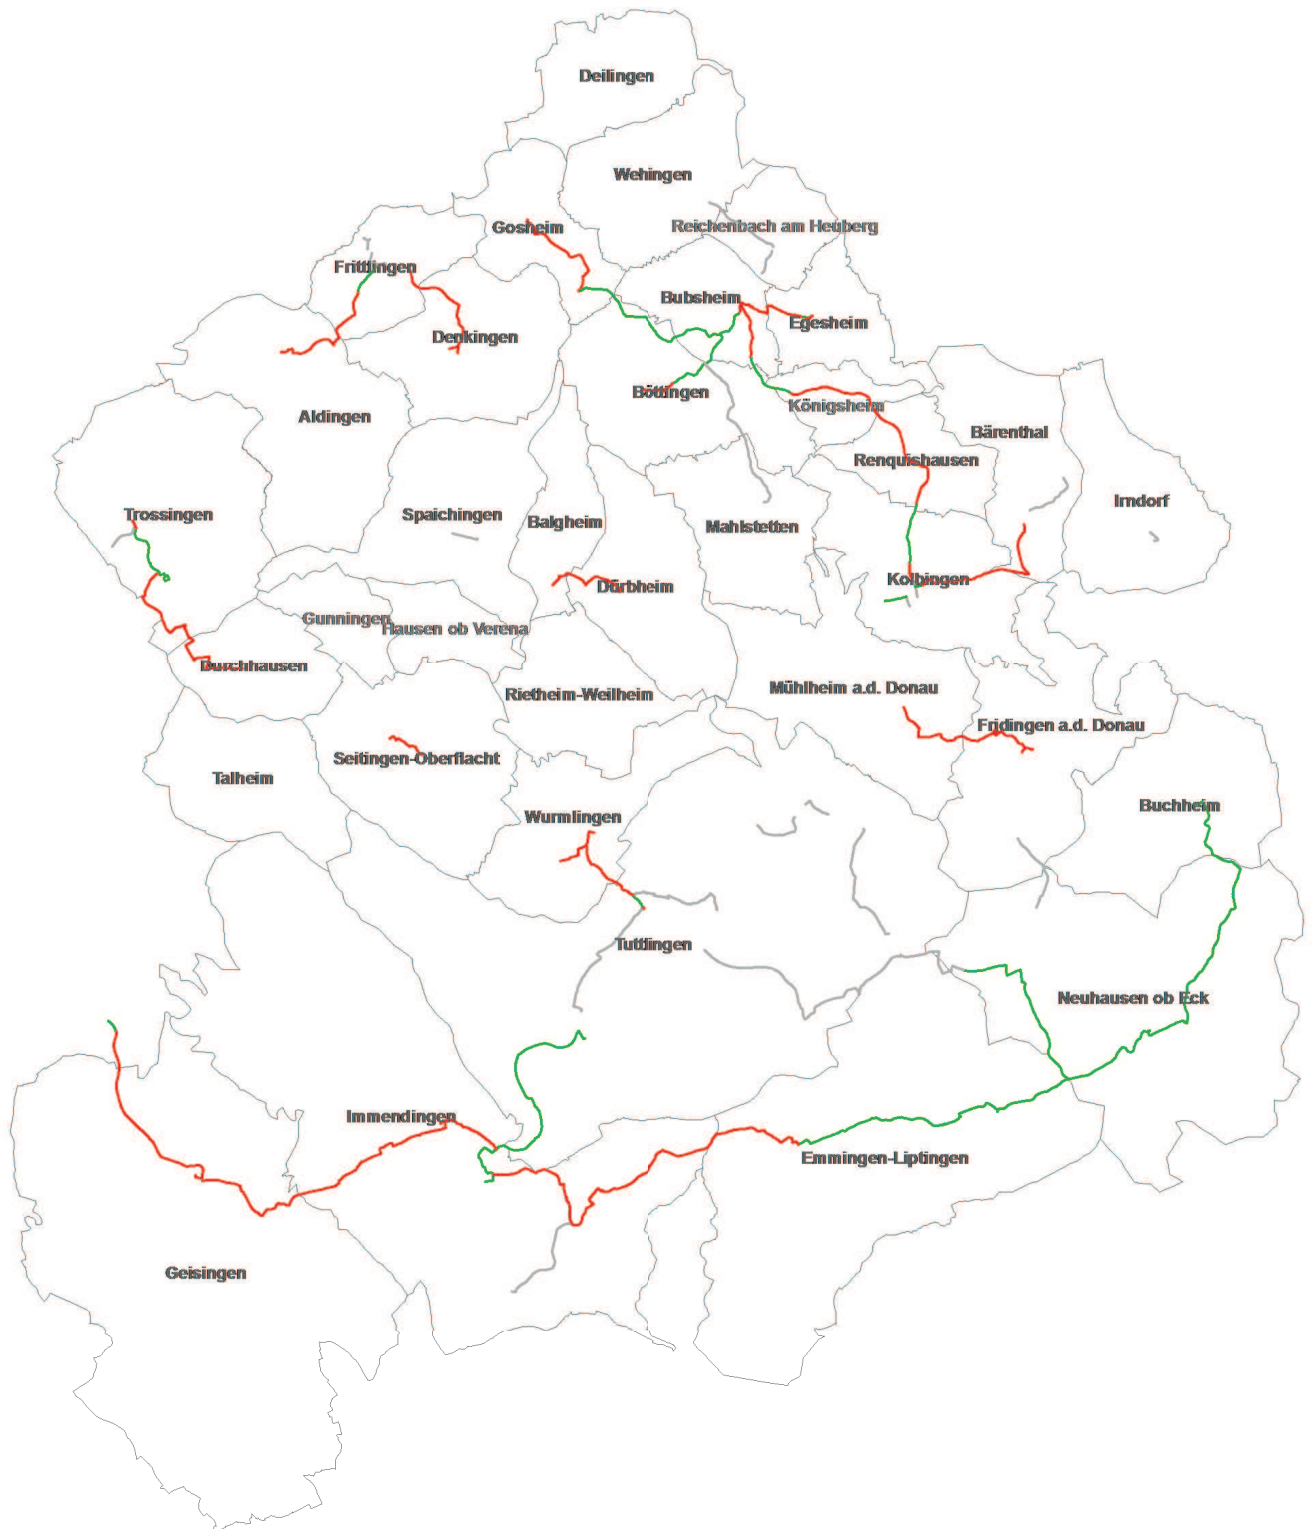 Deilingen
Wehingen
Gosheim
Reichenbach am Heuberg
Frittlingen
Bubsheim
Egesheim
Denkingen
Böttingen
Königsheim
Aldingen
Bärenthal
Renquishausen
Irndorf
Trossingen
Spaichingen
Balgheim
Mahlstetten
Kolbingen
Dürbheim
Gunningen
Hausen ob Verena
Durchhausen
Mühlheim a.d. Donau
Rietheim-Weilheim
Fridingen a.d. Donau
Seitingen-Oberflacht
Talheim
Buchheim
Wurmlingen
Tuttlingen
Neuhausen ob Eck
Immendingen
Emmingen-Liptingen
Geisingen